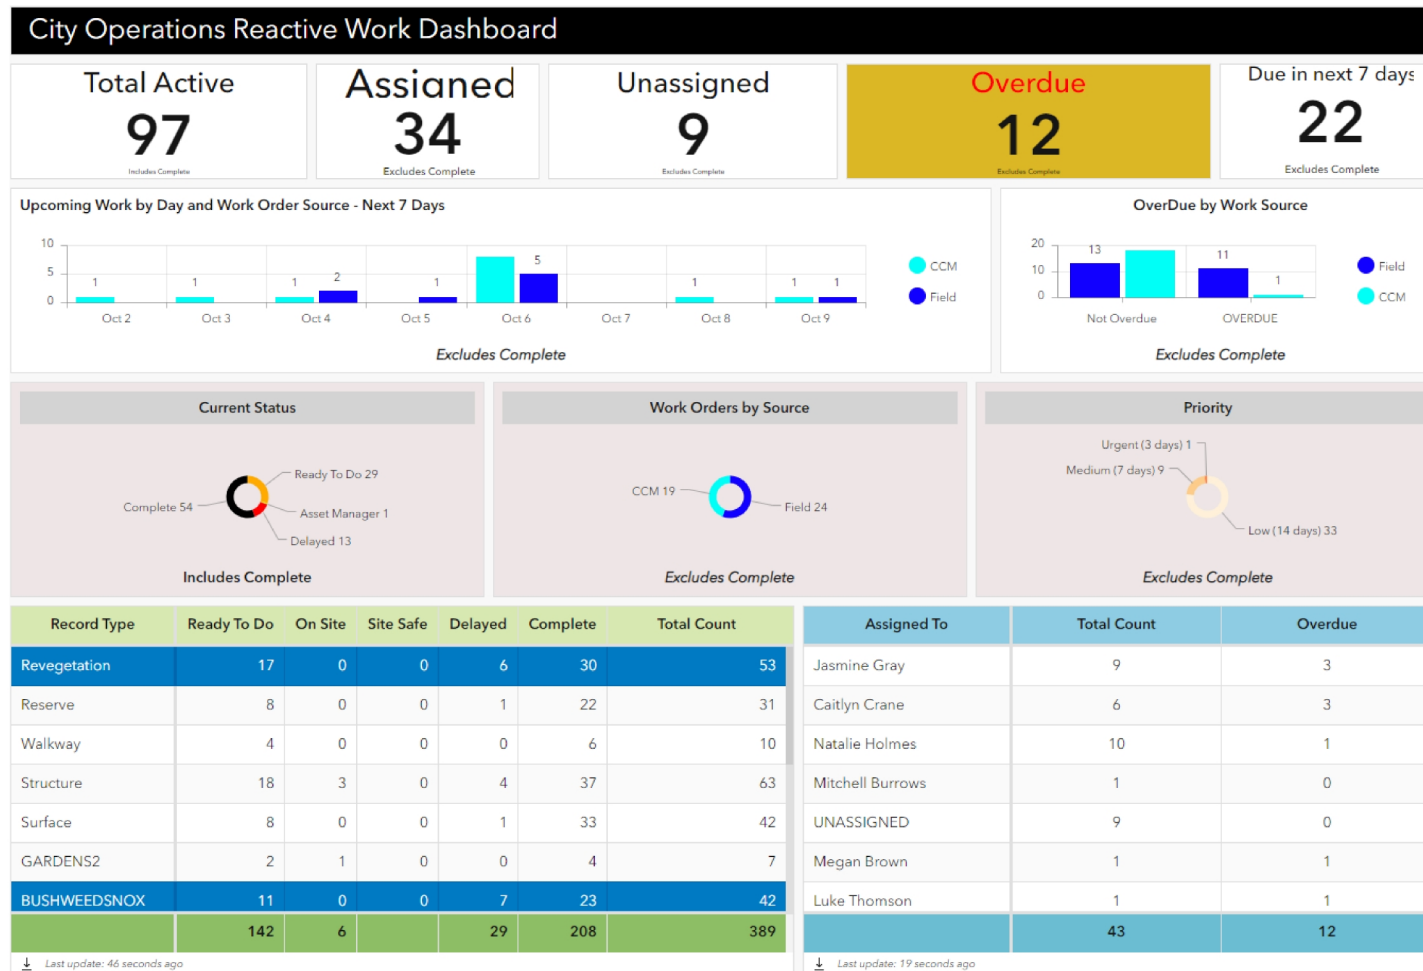 City Operations Reactive Work Dashboard
Total Active
97
Includes Complete
Assigned
34
Excludes Complete
Unassigned
9
Excludes Complete
Overdue
12
Excludes Complete
Due in next 7 days
22
Excludes Complete
Upcoming Work by Day and Work Order Source - Next 7 Days
10
5
0
1
1
1
2
1
5
1
1
1
Oct 2
Oct 3
Oct 4
Oct 5
Oct 6
Oct 7
Oct 8
Oct 9
CCM
Field
Excludes Complete
OverDue by Work Source
20
10
0
13
11
1
Not Overdue
OVERDUE
Field
CCM
Excludes Complete
Current Status
Ready To Do 29
Complete 54
Asset Manager 1
Delayed 13
Includes Complete
Work Orders by Source
CCM 19
Field 24
Excludes Complete
Priority
Urgent (3 days) 1
Medium (7 days) 9
Low (14 days) 33
Excludes Complete
Record Type Ready To Do On Site Site Safe Delayed Complete Total Count
Revegetation 17 0 0 6 30 53
Reserve 8 0 0 1 22 31
Walkway 4 0 0 0 6 10
Structure 18 3 0 4 37 63
Surface 8 0 0 1 33 42
GARDENS2 2 1 0 0 4 7
BUSHWEEDSNOX 11 0 0 7 23 42
142 6 29 208 389
Last update: 46 seconds ago
Assigned To Total Count Overdue
Jasmine Gray 9 3
Caitlyn Crane 6 3
Natalie Holmes 10 1
Mitchell Burrows 1 0
UNASSIGNED 9 0
Megan Brown 1 1
Luke Thomson 1 1
43 12
Last update: 19 seconds ago